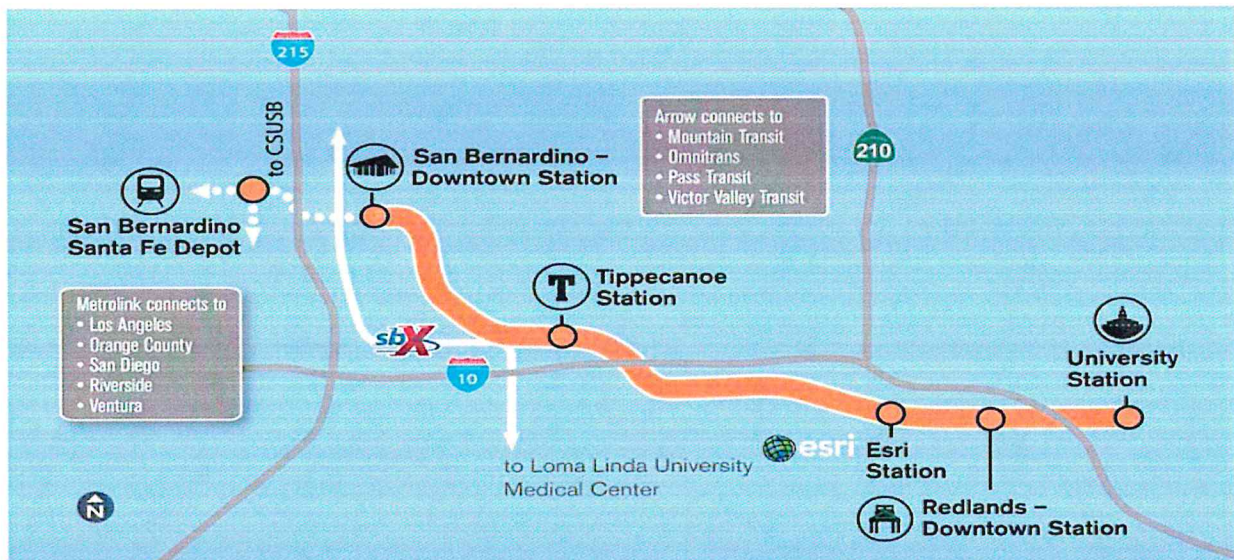 215
to CSUSB
San Bernardino –
Downtown Station
Arrow connects to
• Mountain Transit
• Omnitrans
• Pass Transit
• Victor Valley Transit
210
San Bernardino
Santa Fe Depot
T
Tippecanoe
Station
Metrolink connects to
• Los Angeles
• Orange County
• San Diego
• Riverside
• Ventura
sbX
10
University
Station
esri
Esri
Station
to Loma Linda University
Medical Center
N
Redlands –
Downtown Station